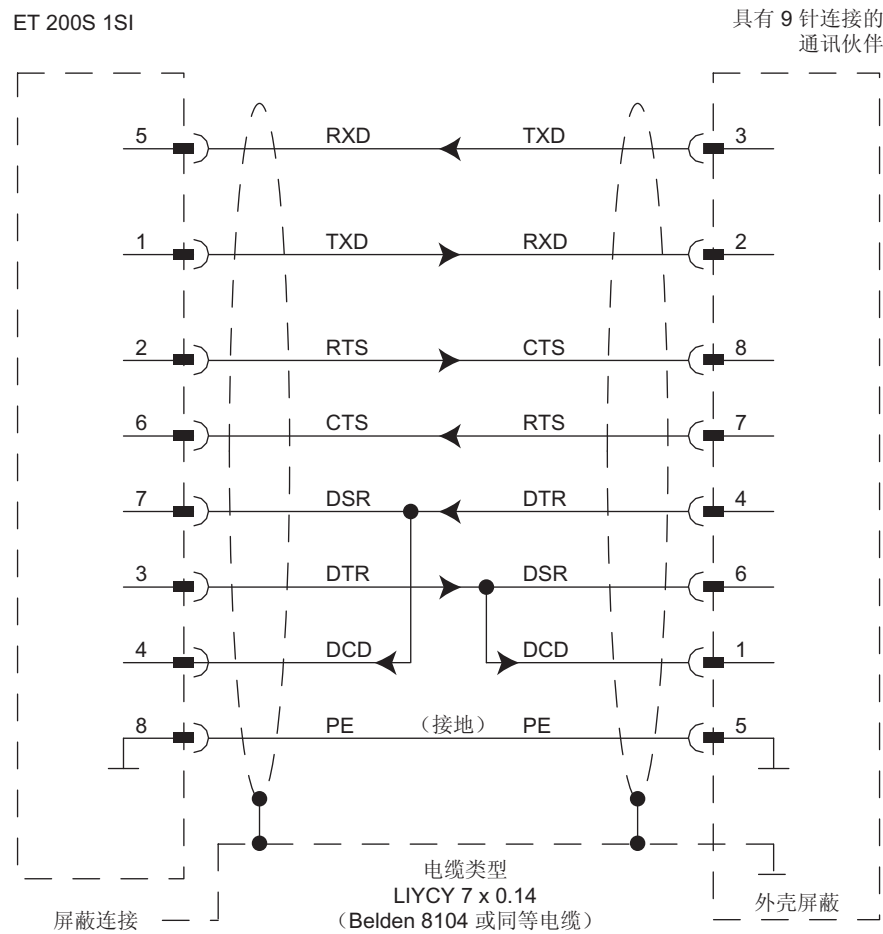 ET 200S 1SI
具有 9 针连接的
通讯伙伴
5 RXD TXD 3
1 TXD RXD 2
2 RTS CTS 8
6 CTS RTS 7
7 DSR DTR 4
3 DTR DSR 6
4 DCD DCD 1
8 PE （接地） PE 5
电缆类型
LIYCY 7 x 0.14
（Belden 8104 或同等电缆）
屏蔽连接
外壳屏蔽